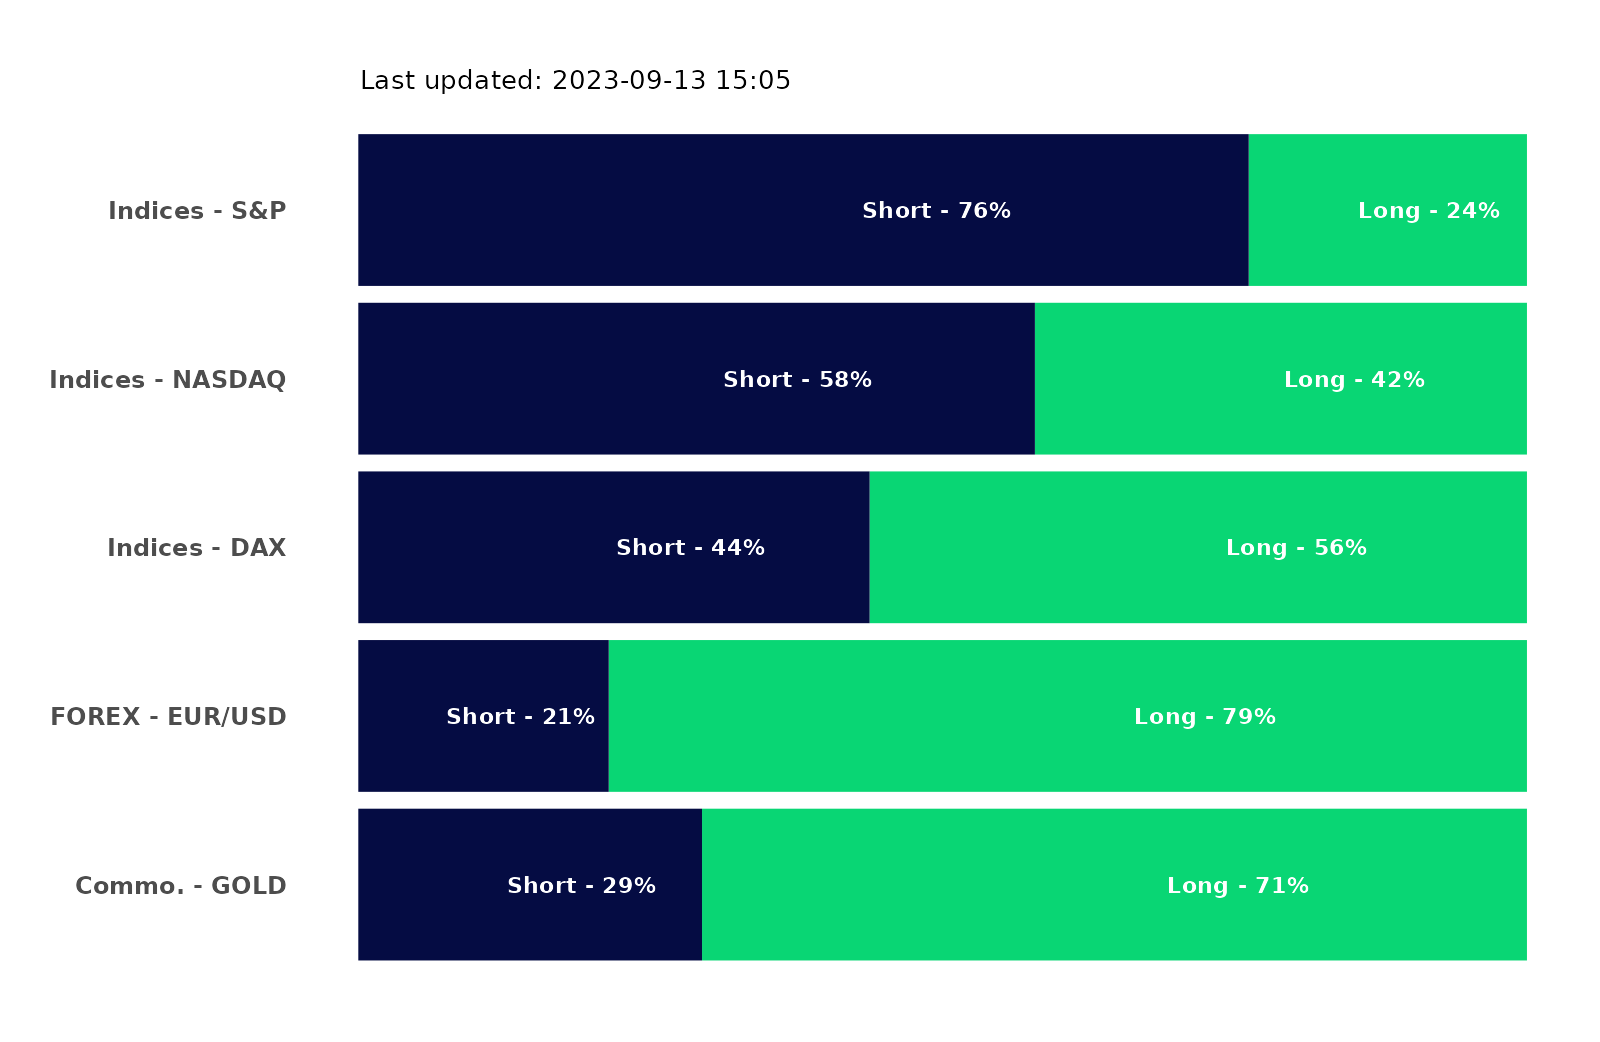 Last updated: 2023-09-13 15:05
Indices - S&P Short - 76% Long - 24%
Indices - NASDAQ Short - 58% Long - 42%
Indices - DAX Short - 44% Long - 56%
FOREX - EUR/USD Short - 21% Long - 79%
Commo. - GOLD Short - 29% Long - 71%